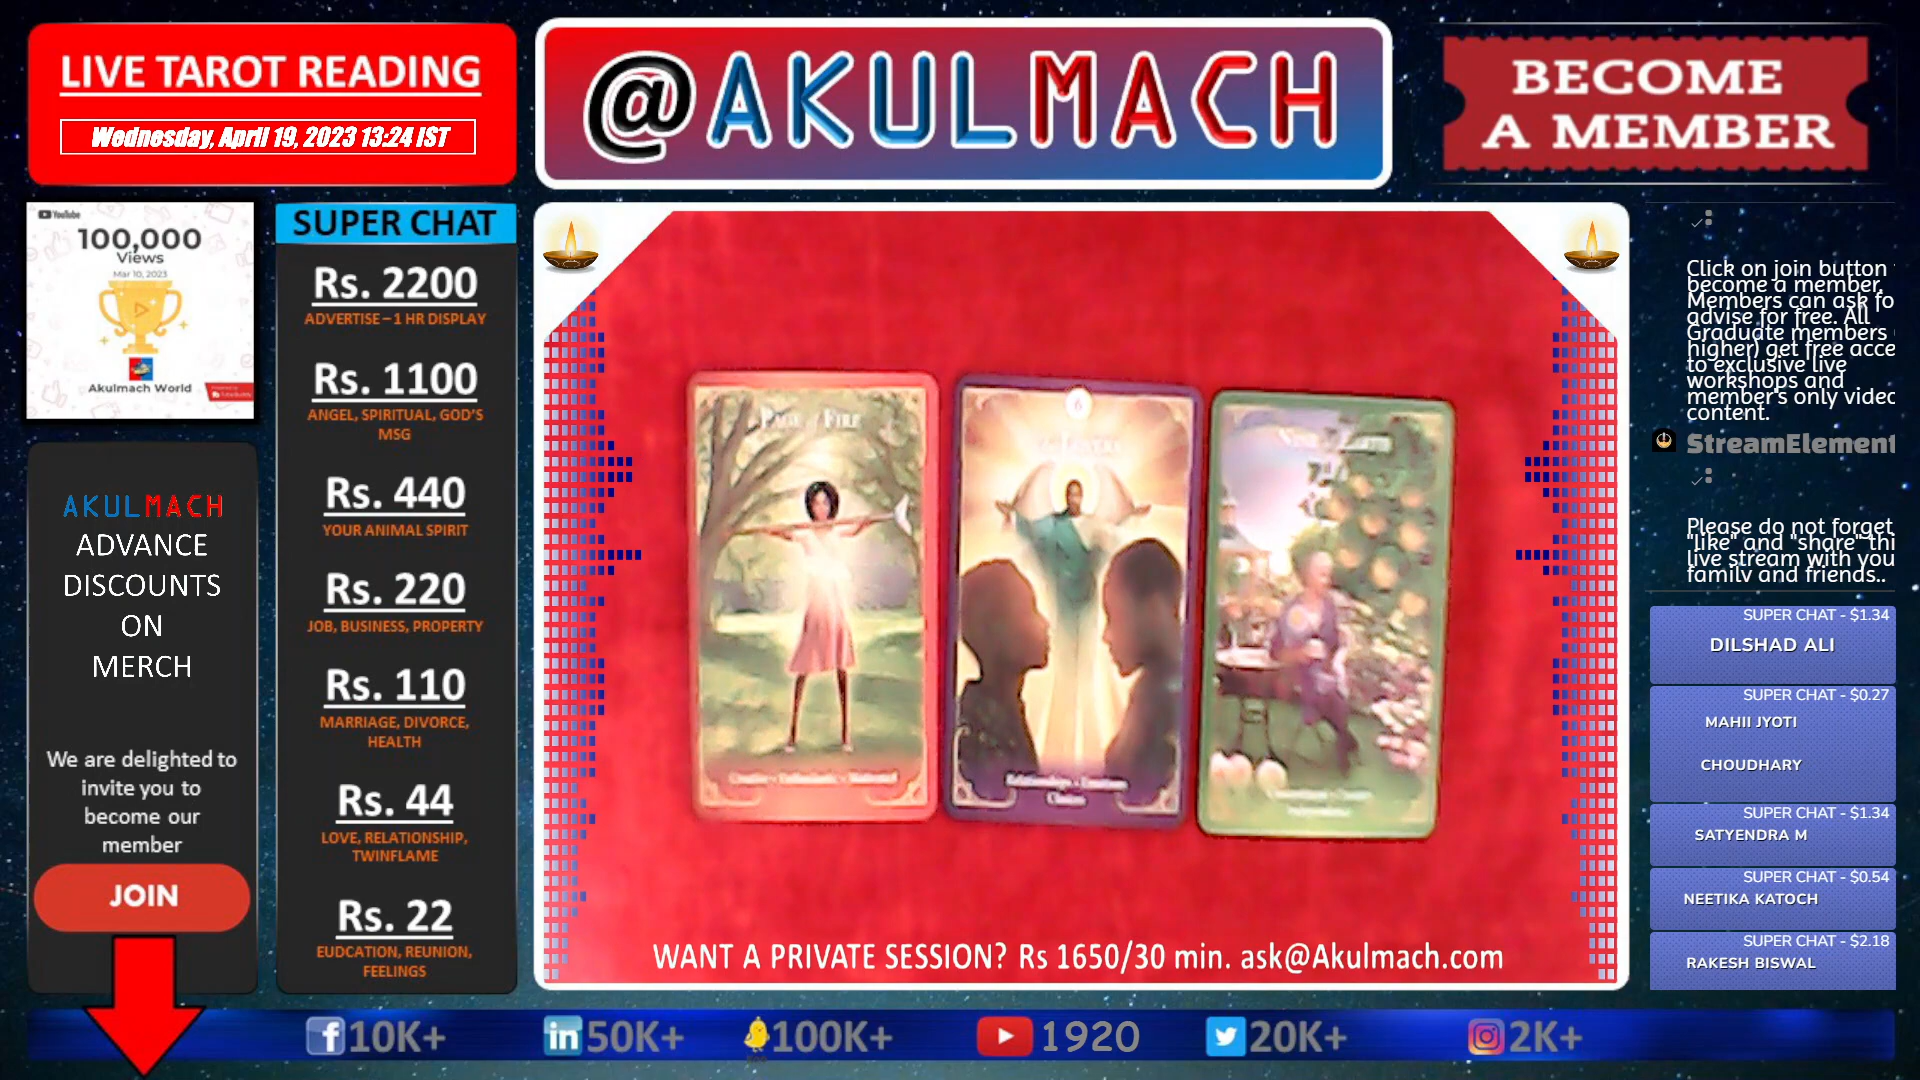 LIVE TAROT READING
Wednesday, April 19, 2023 13:24 IST
@AKULMACH
BECOME
A MEMBER
YouTube
100,000
Views
Mar 10, 2023
Akulmach World
AKULMACH
ADVANCE
DISCOUNTS
ON
MERCH
We are delighted to
invite you to
become our
member
JOIN
SUPER CHAT
Rs. 2200
ADVERTISE – 1 HR DISPLAY
Rs. 1100
ANGEL, SPIRITUAL, GOD'S
MSG
Rs. 440
YOUR ANIMAL SPIRIT
Rs. 220
JOB, BUSINESS, PROPERTY
Rs. 110
MARRIAGE, DIVORCE,
HEALTH
Rs. 44
LOVE, RELATIONSHIP,
TWINFLAME
Rs. 22
EUDCATION, REUNION,
FEELINGS
Page of Fire
6
Relationships • Emotions
Choices
WANT A PRIVATE SESSION? Rs 1650/30 min. ask@Akulmach.com
Click on join button
become a member.
Members can ask fo
advise for free. All
Graduate members
higher) get free acce
to exclusive live
workshops and
member's only videc
content.
StreamElement
Please do not forget
"like" and "share" thi
live stream with you
family and friends..
SUPER CHAT - $1.34
DILSHAD ALI
SUPER CHAT - $0.27
MAHII JYOTI
CHOUDHARY
SUPER CHAT - $1.34
SATYENDRA M
SUPER CHAT - $0.54
NEETIKA KATOCH
SUPER CHAT - $2.18
RAKESH BISWAL
10K+
50K+
100K+
1920
20K+
2K+